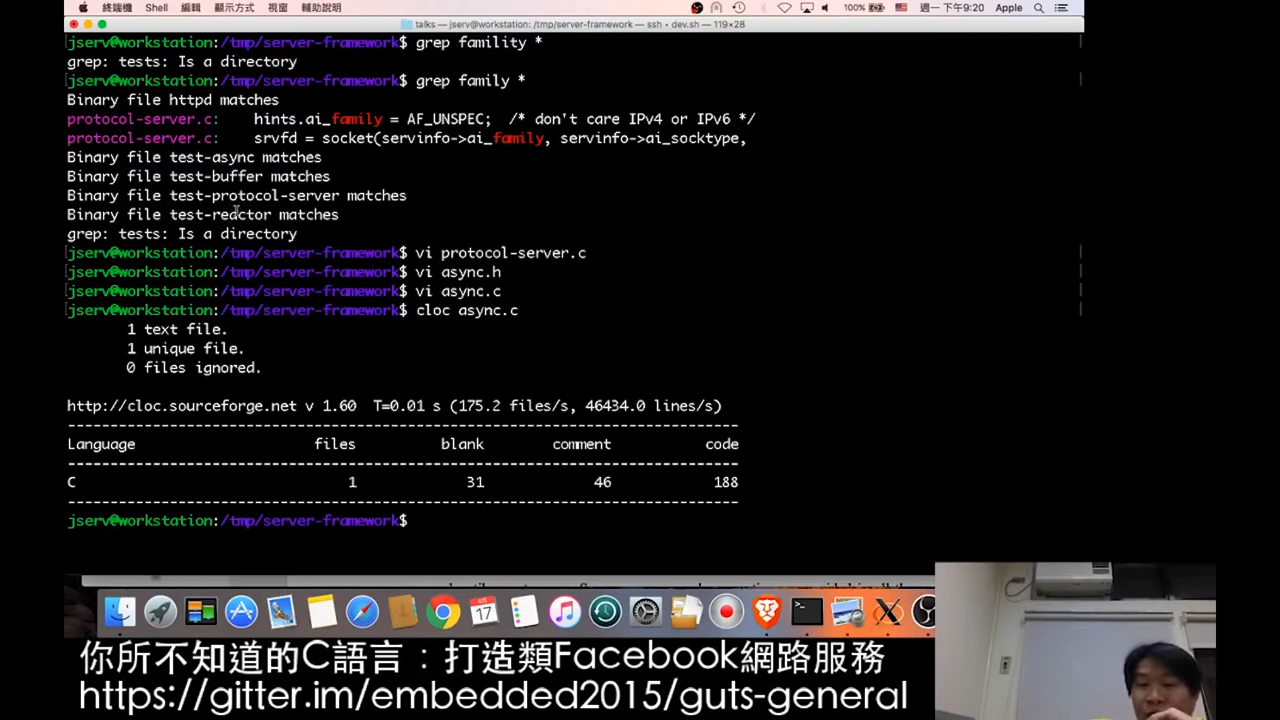 終端機 Shell 編輯 顯示方式 視窗 輔助說明 100% 週一 下午9:20 Apple
talks — jserv@workstation: /tmp/server-framework — ssh • dev.sh — 119×28
jserv@workstation:/tmp/server-framework$ grep famility *
grep: tests: Is a directory
jserv@workstation:/tmp/server-framework$ grep family *
Binary file httpd matches
protocol-server.c:    hints.ai_family = AF_UNSPEC;  /* don't care IPv4 or IPv6 */
protocol-server.c:    srvfd = socket(servinfo->ai_family, servinfo->ai_socktype,
Binary file test-async matches
Binary file test-buffer matches
Binary file test-protocol-server matches
Binary file test-reactor matches
grep: tests: Is a directory
jserv@workstation:/tmp/server-framework$ vi protocol-server.c
jserv@workstation:/tmp/server-framework$ vi async.h
jserv@workstation:/tmp/server-framework$ vi async.c
jserv@workstation:/tmp/server-framework$ cloc async.c
1 text file.
1 unique file.
0 files ignored.
http://cloc.sourceforge.net v 1.60  T=0.01 s (175.2 files/s, 46434.0 lines/s)
-------------------------------------------------------------------------------
Language                     files          blank        comment           code
-------------------------------------------------------------------------------
C                                1             31             46            188
-------------------------------------------------------------------------------
jserv@workstation:/tmp/server-framework$
17
你所不知道的C語言：打造類Facebook網路服務
https://gitter.im/embedded2015/guts-general